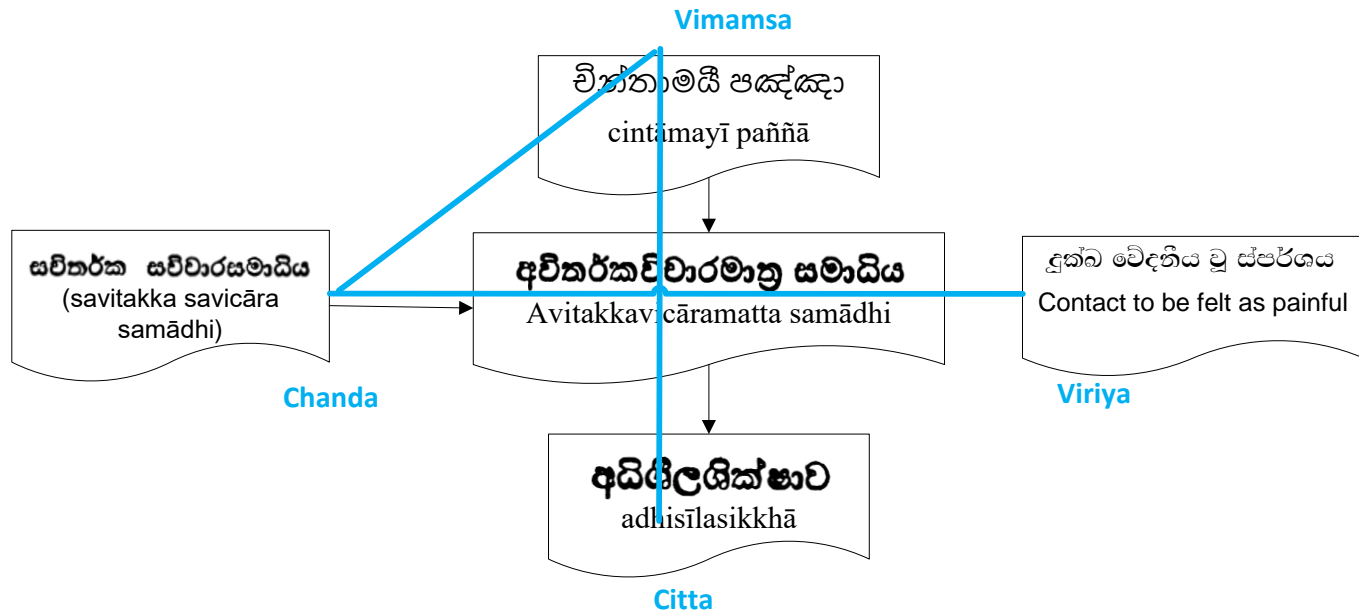 Vimamsa
චින්තාමයී පඤ්ඤා
cintāmayī paññā
සවිතර්ක සවිචාරසමාධිය
(savitakka savicāra
samādhi)
අවිතර්කවිචාරමාත්‍ර සමාධිය
Avitakkavicāramatta samādhi
දුක්ඛ වේදනීය වූ ස්පර්ශය
Contact to be felt as painful
Chanda
Viriya
අධිශීලශික්ෂාව
adhisīlasikkhā
Citta